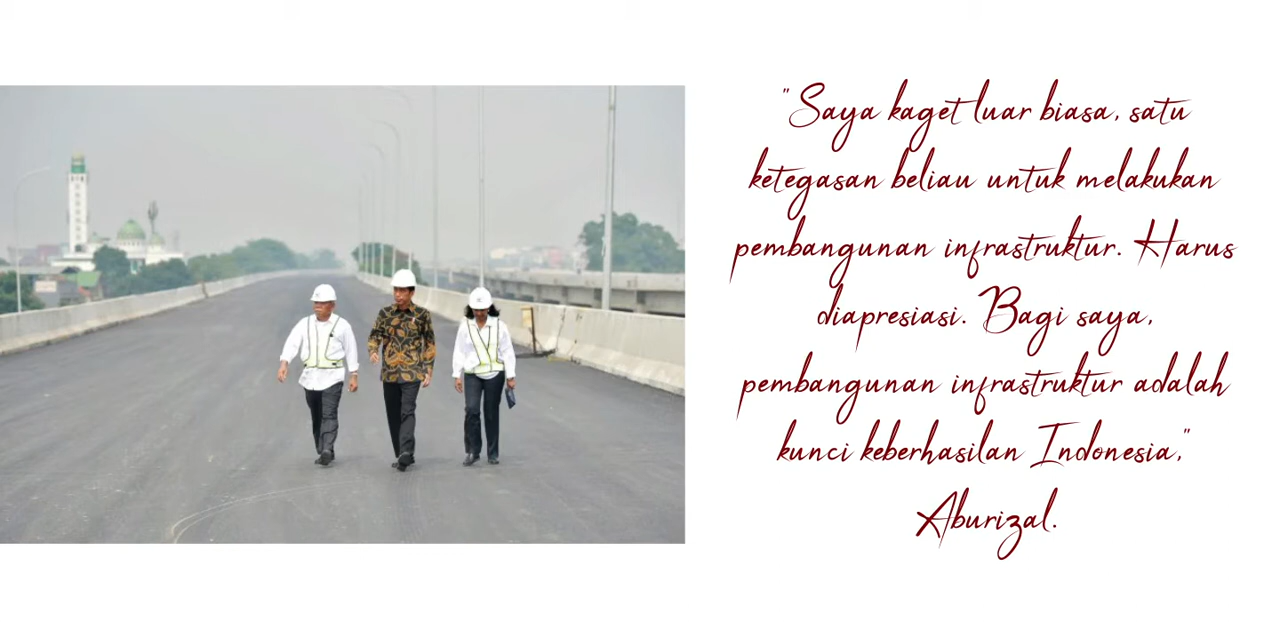 "Saya kaget luar biasa, satu
ketegasan beliau untuk melakukan
pembangunan infrastruktur. Harus
diapresiasi. Bagi saya,
pembangunan infrastruktur adalah
kunci keberhasilan Indonesia,"
Aburizal.